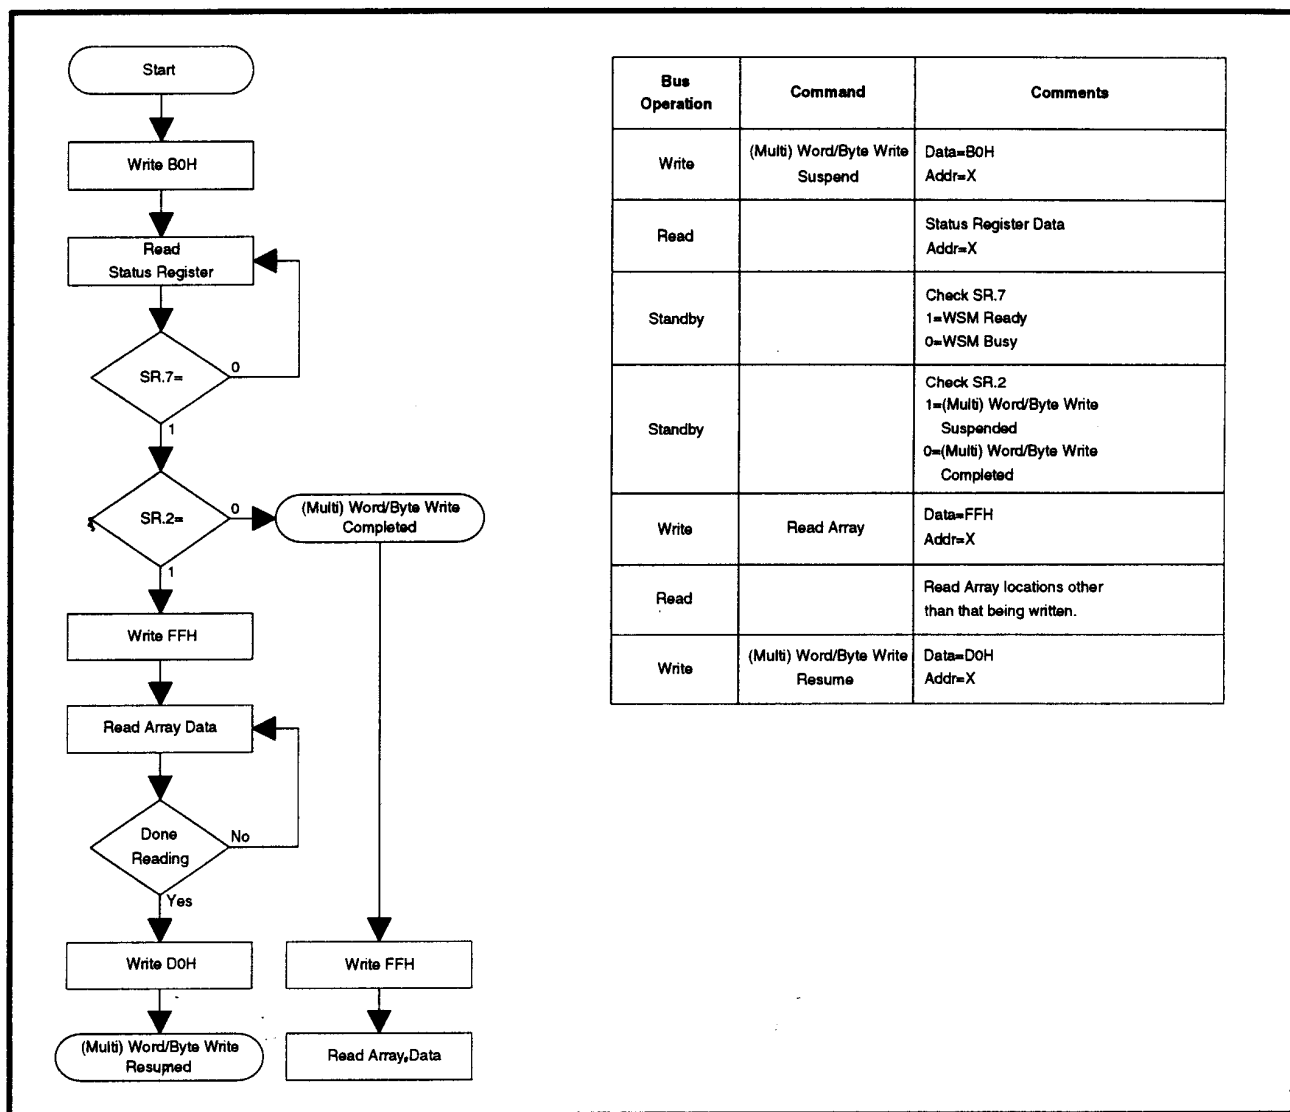 Start
Write B0H
Read
Status Register
SR.7=
0
1
SR.2=
0
1
(Multi) Word/Byte Write
Completed
Write FFH
Read Array Data
Done
Reading
No
Yes
Write D0H
(Multi) Word/Byte Write
Resumed
Write FFH
Read Array Data
Bus
Operation
Command
Comments
Write
(Multi) Word/Byte Write
Suspend
Data=B0H
Addr=X
Read
Status Register Data
Addr=X
Standby
Check SR.7
1=WSM Ready
0=WSM Busy
Standby
Check SR.2
1=(Multi) Word/Byte Write
Suspended
0=(Multi) Word/Byte Write
Completed
Write
Read Array
Data=FFH
Addr=X
Read
Read Array locations other
than that being written.
Write
(Multi) Word/Byte Write
Resume
Data=D0H
Addr=X